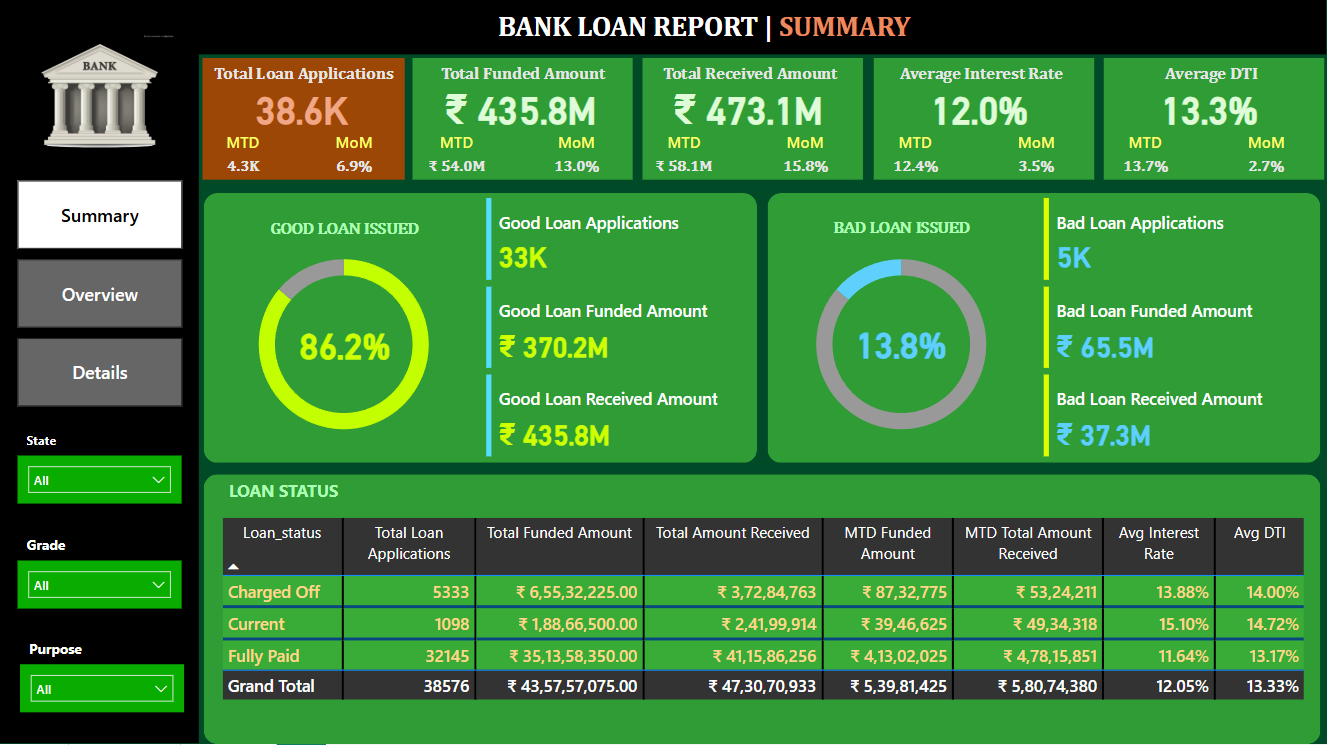 BANK LOAN REPORT | SUMMARY
BANK
Total Loan Applications
38.6K
MTD MoM
4.3K 6.9%
Total Funded Amount
₹ 435.8M
MTD MoM
₹ 54.0M 13.0%
Total Received Amount
₹ 473.1M
MTD MoM
₹ 58.1M 15.8%
Average Interest Rate
12.0%
MTD MoM
12.4% 3.5%
Average DTI
13.3%
MTD MoM
13.7% 2.7%
Summary
Overview
Details
State
All
Grade
All
Purpose
All
GOOD LOAN ISSUED
86.2%
Good Loan Applications
33K
Good Loan Funded Amount
₹ 370.2M
Good Loan Received Amount
₹ 435.8M
BAD LOAN ISSUED
13.8%
Bad Loan Applications
5K
Bad Loan Funded Amount
₹ 65.5M
Bad Loan Received Amount
₹ 37.3M
LOAN STATUS
Loan_status Total Loan Applications Total Funded Amount Total Amount Received MTD Funded Amount MTD Total Amount Received Avg Interest Rate Avg DTI
Charged Off 5333 ₹ 6,55,32,225.00 ₹ 3,72,84,763 ₹ 87,32,775 ₹ 53,24,211 13.88% 14.00%
Current 1098 ₹ 1,88,66,500.00 ₹ 2,41,99,914 ₹ 39,46,625 ₹ 49,34,318 15.10% 14.72%
Fully Paid 32145 ₹ 35,13,58,350.00 ₹ 41,15,86,256 ₹ 4,13,02,025 ₹ 4,78,15,851 11.64% 13.17%
Grand Total 38576 ₹ 43,57,57,075.00 ₹ 47,30,70,933 ₹ 5,39,81,425 ₹ 5,80,74,380 12.05% 13.33%